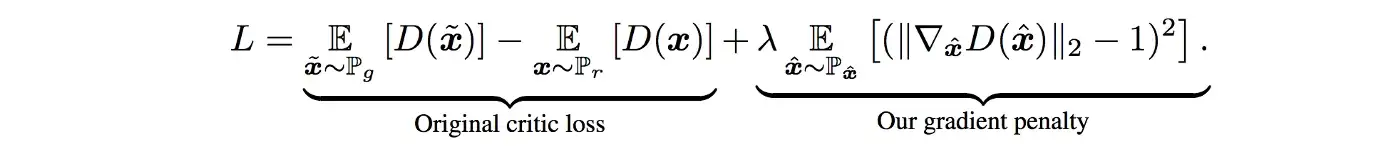 L = 𝔼_{x̃∼ℙ_g} [D(x̃)] − 𝔼_{x∼ℙ_r} [D(x)] + λ 𝔼_{x̂∼ℙ_x̂} [(‖∇_x̂ D(x̂)‖₂ − 1)²] .
Original critic loss
Our gradient penalty